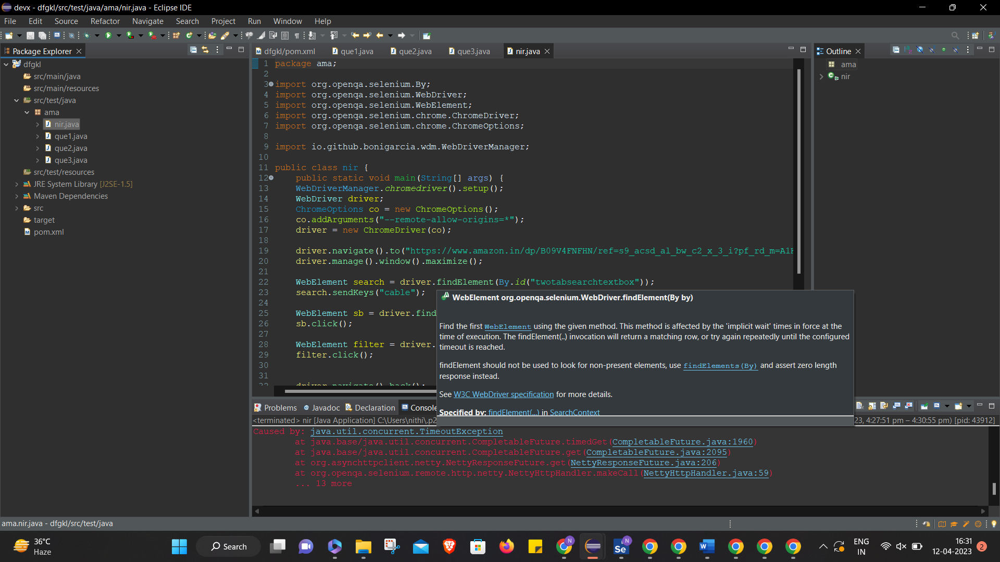 devx - dfgkl/src/test/java/ama/nir.java - Eclipse IDE
File Edit Source Refactor Navigate Search Project Run Window Help
Package Explorer
dfgkl
src/main/java
src/main/resources
src/test/java
ama
nir.java
que1.java
que2.java
que3.java
src/test/resources
JRE System Library [J2SE-1.5]
Maven Dependencies
src
target
pom.xml
dfgkl/pom.xml que1.java que2.java que3.java nir.java
1 package ama;
2
3 import org.openqa.selenium.By;
4 import org.openqa.selenium.WebDriver;
5 import org.openqa.selenium.WebElement;
6 import org.openqa.selenium.chrome.ChromeDriver;
7 import org.openqa.selenium.chrome.ChromeOptions;
8
9 import io.github.bonigarcia.wdm.WebDriverManager;
10
11 public class nir {
12 public static void main(String[] args) {
13 WebDriverManager.chromedriver().setup();
14 WebDriver driver;
15 ChromeOptions co = new ChromeOptions();
16 co.addArguments("--remote-allow-origins=*");
17 driver = new ChromeDriver(co);
18
19 driver.navigate().to("https://www.amazon.in/dp/B09V4FNFHN/ref=s9_acsd_al_bw_c2_x_3_i?pf_rd_m=A1
20 driver.manage().window().maximize();
21
22 WebElement search = driver.findElement(By.id("twotabsearchtextbox"));
23 search.sendKeys("cable");
24
25 WebElement sb = driver.find
26 sb.click();
27
28 WebElement filter = driver.
29 filter.click();
30
31
32 driver.navigate().back();
WebElement org.openqa.selenium.WebDriver.findElement(By by)
Find the first WebElement using the given method. This method is affected by the 'implicit wait' times in force at the
time of execution. The findElement(..) invocation will return a matching row, or try again repeatedly until the configured
timeout is reached.
findElement should not be used to look for non-present elements, use findElements(By) and assert zero length
response instead.
See W3C WebDriver specification for more details.
Specified by: findElement(...) in SearchContext
Outline
ama
nir
Problems Javadoc Declaration Console
<terminated> nir [Java Application] C:\Users\nithi\.p2
23, 4:27:51 pm – 4:30:55 pm) [pid: 43912]
Caused by: java.util.concurrent.TimeoutException
at java.base/java.util.concurrent.CompletableFuture.timedGet(CompletableFuture.java:1960)
at java.base/java.util.concurrent.CompletableFuture.get(CompletableFuture.java:2095)
at org.asynchttpclient.netty.NettyResponseFuture.get(NettyResponseFuture.java:206)
at org.openqa.selenium.remote.http.netty.NettyHttpHandler.makeCall(NettyHttpHandler.java:59)
... 13 more
ama.nir.java - dfgkl/src/test/java
36°C
Haze
Search
N
Se
N
ENG
IN
16:31
12-04-2023
2